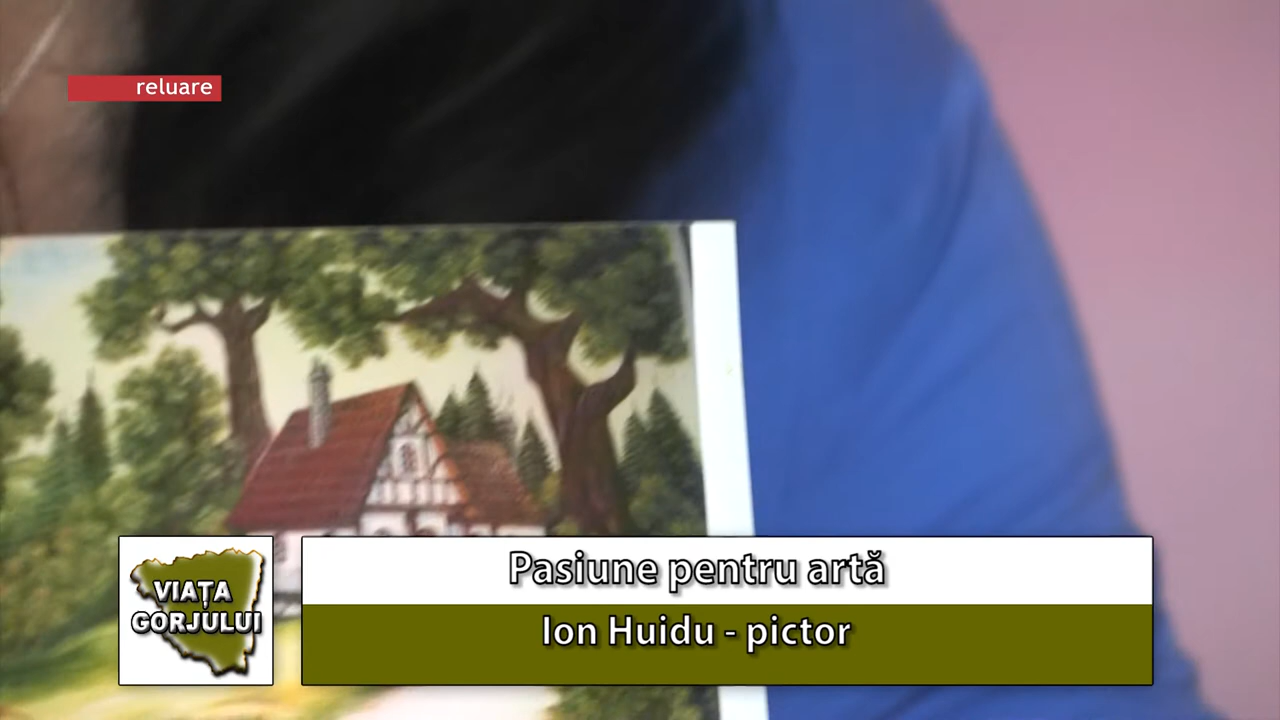 reluare
Pasiune pentru artă
VIAȚA
GORJULUI
Ion Huidu - pictor